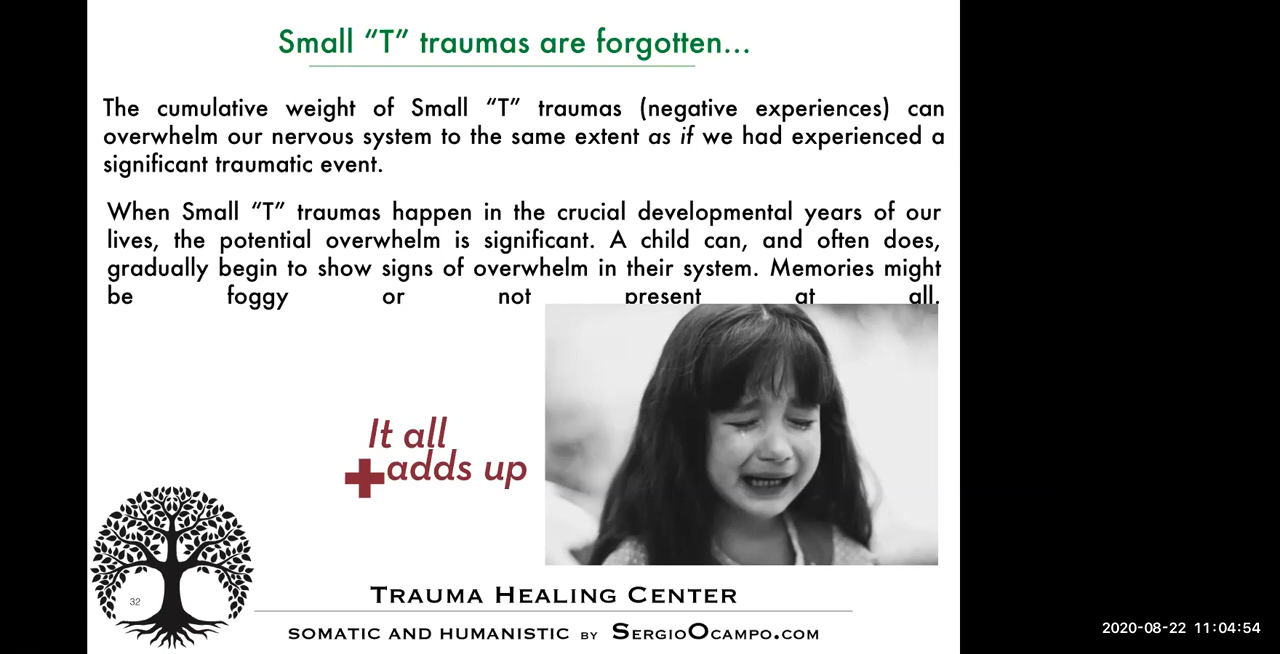 Small “T” traumas are forgotten...
The cumulative weight of Small “T” traumas (negative experiences) can
overwhelm our nervous system to the same extent as if we had experienced a
significant traumatic event.
When Small “T” traumas happen in the crucial developmental years of our
lives, the potential overwhelm is significant. A child can, and often does,
gradually begin to show signs of overwhelm in their system. Memories might
be foggy or not present at all.
It all
+adds up
32
TRAUMA HEALING CENTER
SOMATIC AND HUMANISTIC BY SERGIOOCAMPO.COM
2020-08-22 11:04:54